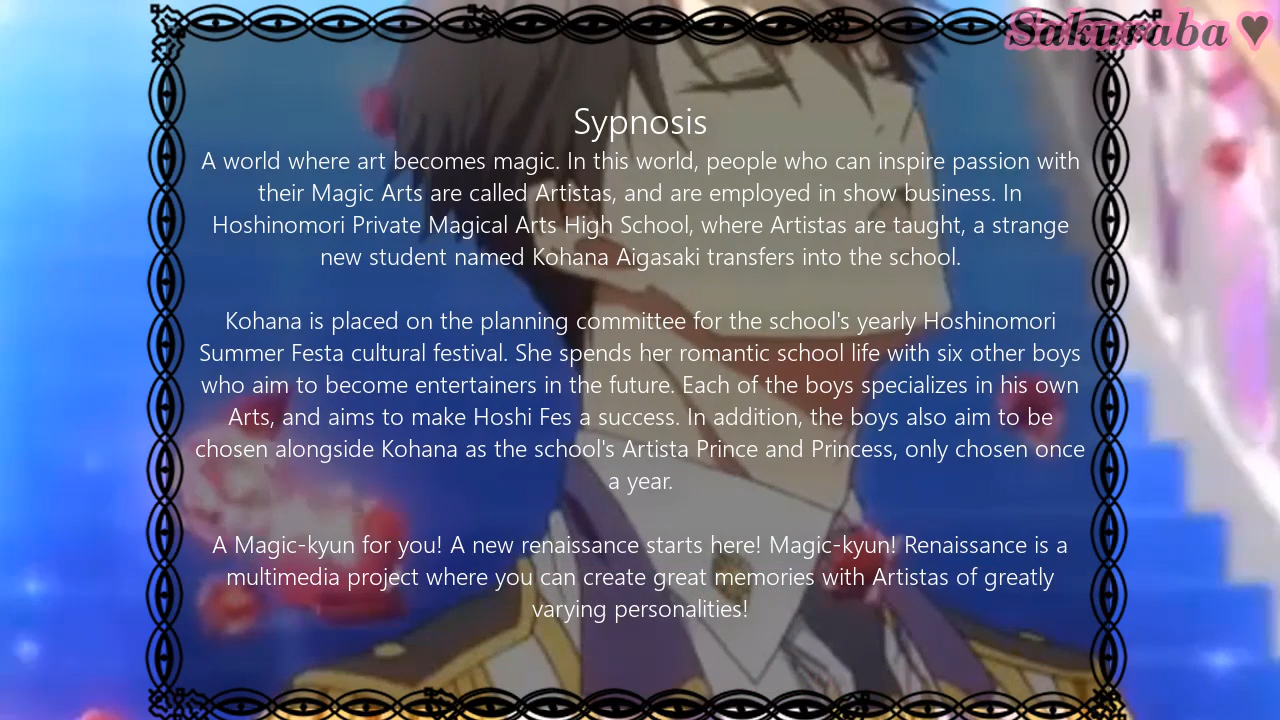 Sakuraba ♥
Sypnosis
A world where art becomes magic. In this world, people who can inspire passion with
their Magic Arts are called Artistas, and are employed in show business. In
Hoshinomori Private Magical Arts High School, where Artistas are taught, a strange
new student named Kohana Aigasaki transfers into the school.
Kohana is placed on the planning committee for the school's yearly Hoshinomori
Summer Festa cultural festival. She spends her romantic school life with six other boys
who aim to become entertainers in the future. Each of the boys specializes in his own
Arts, and aims to make Hoshi Fes a success. In addition, the boys also aim to be
chosen alongside Kohana as the school's Artista Prince and Princess, only chosen once
a year.
A Magic-kyun for you! A new renaissance starts here! Magic-kyun! Renaissance is a
multimedia project where you can create great memories with Artistas of greatly
varying personalities!